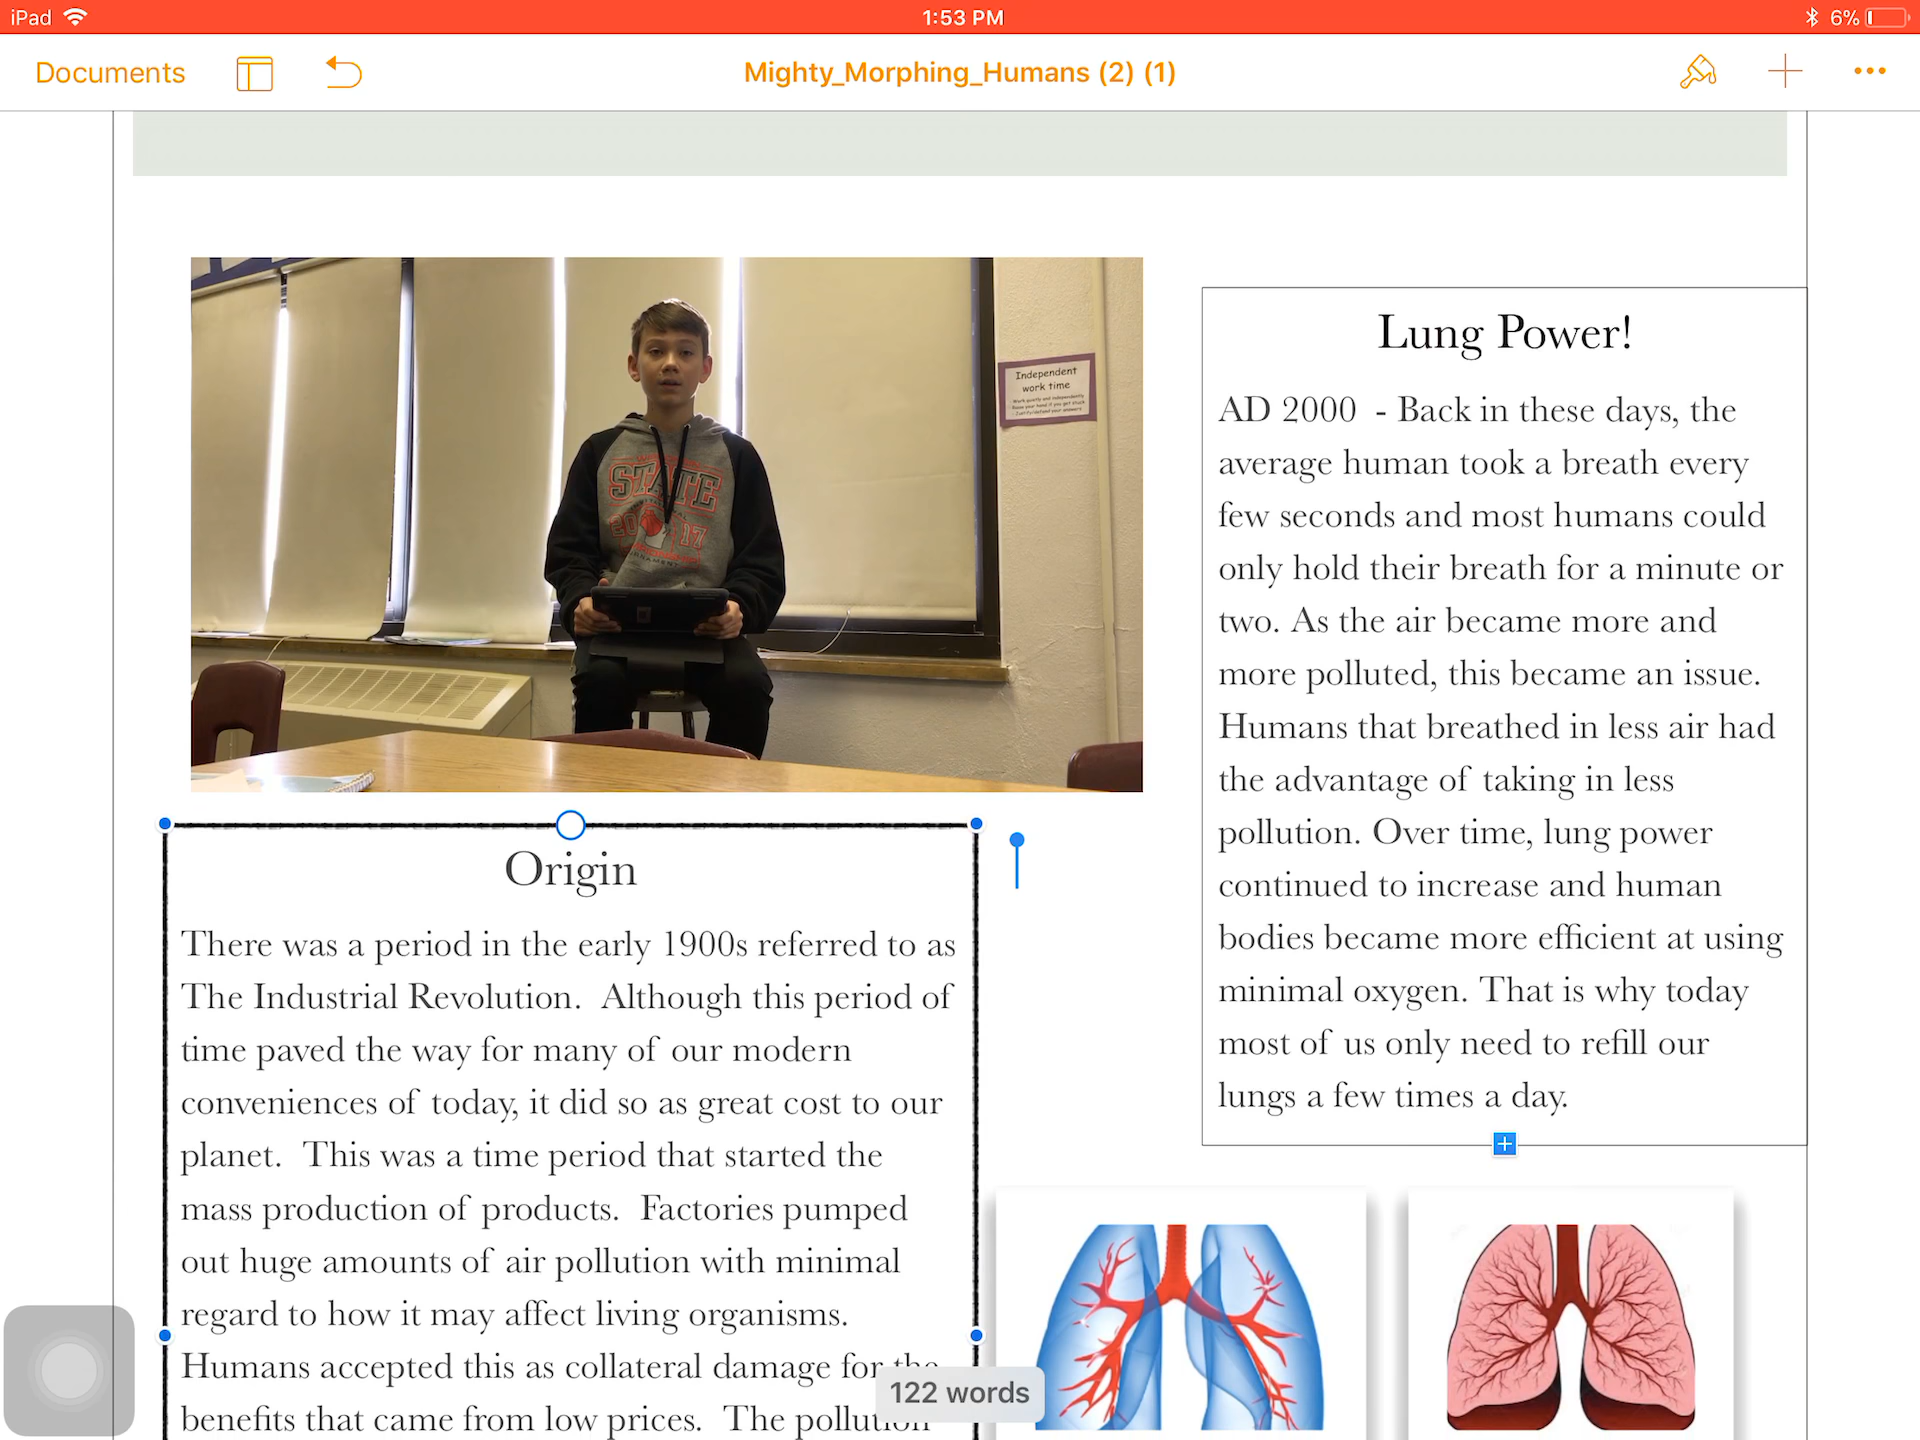 iPad
1:53 PM
6%
Documents
Mighty_Morphing_Humans (2) (1)
Independent
work time
STATE
2017
Lung Power!
AD 2000 - Back in these days, the
average human took a breath every
few seconds and most humans could
only hold their breath for a minute or
two. As the air became more and
more polluted, this became an issue.
Humans that breathed in less air had
the advantage of taking in less
pollution. Over time, lung power
continued to increase and human
bodies became more efficient at using
minimal oxygen. That is why today
most of us only need to refill our
lungs a few times a day.
Origin
There was a period in the early 1900s referred to as
The Industrial Revolution. Although this period of
time paved the way for many of our modern
conveniences of today, it did so as great cost to our
planet. This was a time period that started the
mass production of products. Factories pumped
out huge amounts of air pollution with minimal
regard to how it may affect living organisms.
Humans accepted this as collateral damage for the
benefits that came from low prices. The pollution
122 words